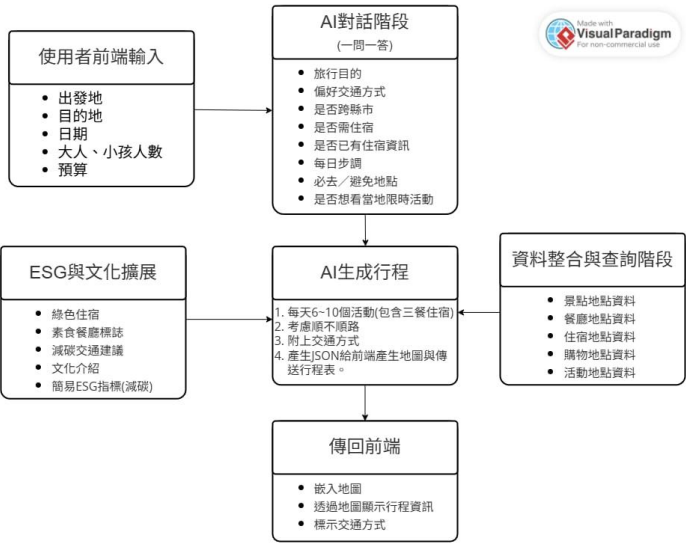 Made with
Visual Paradigm
For non-commercial use
使用者前端輸入
出發地
目的地
日期
大人、小孩人數
預算
AI對話階段
(一問一答)
旅行目的
偏好交通方式
是否跨縣市
是否需住宿
是否已有住宿資訊
每日步調
必去／避免地點
是否想看當地限時活動
ESG與文化擴展
綠色住宿
素食餐廳標誌
減碳交通建議
文化介紹
簡易ESG指標(減碳)
AI生成行程
1. 每天6~10個活動(包含三餐住宿)
2. 考慮順不順路
3. 附上交通方式
4. 產生JSON給前端產生地圖與傳
送行程表。
資料整合與查詢階段
景點地點資料
餐廳地點資料
住宿地點資料
購物地點資料
活動地點資料
傳回前端
嵌入地圖
透過地圖顯示行程資訊
標示交通方式